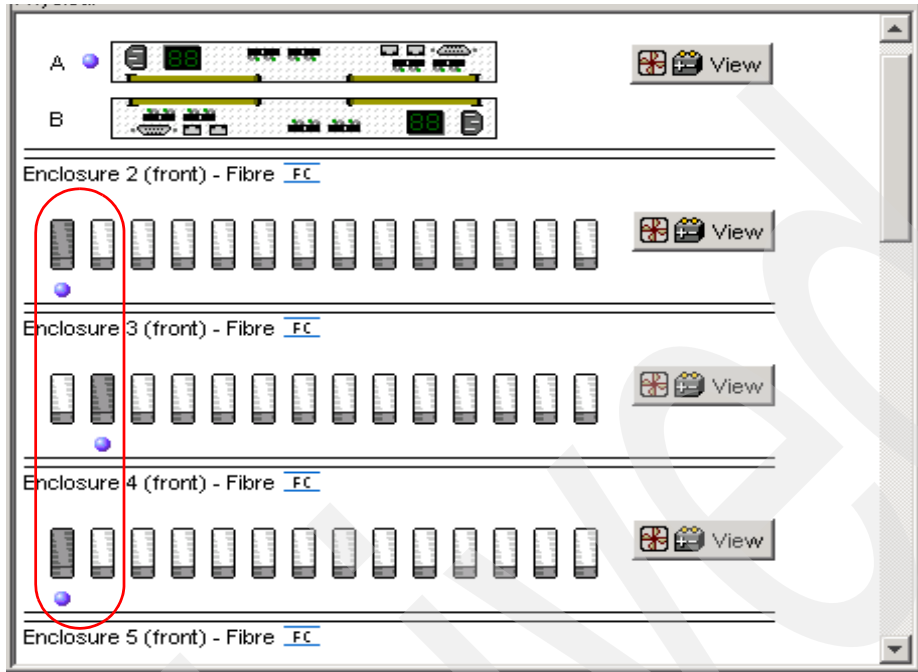 A
88
View
B
88
Enclosure 2 (front) - Fibre FC
View
Enclosure 3 (front) - Fibre FC
View
Enclosure 4 (front) - Fibre FC
View
Enclosure 5 (front) - Fibre FC